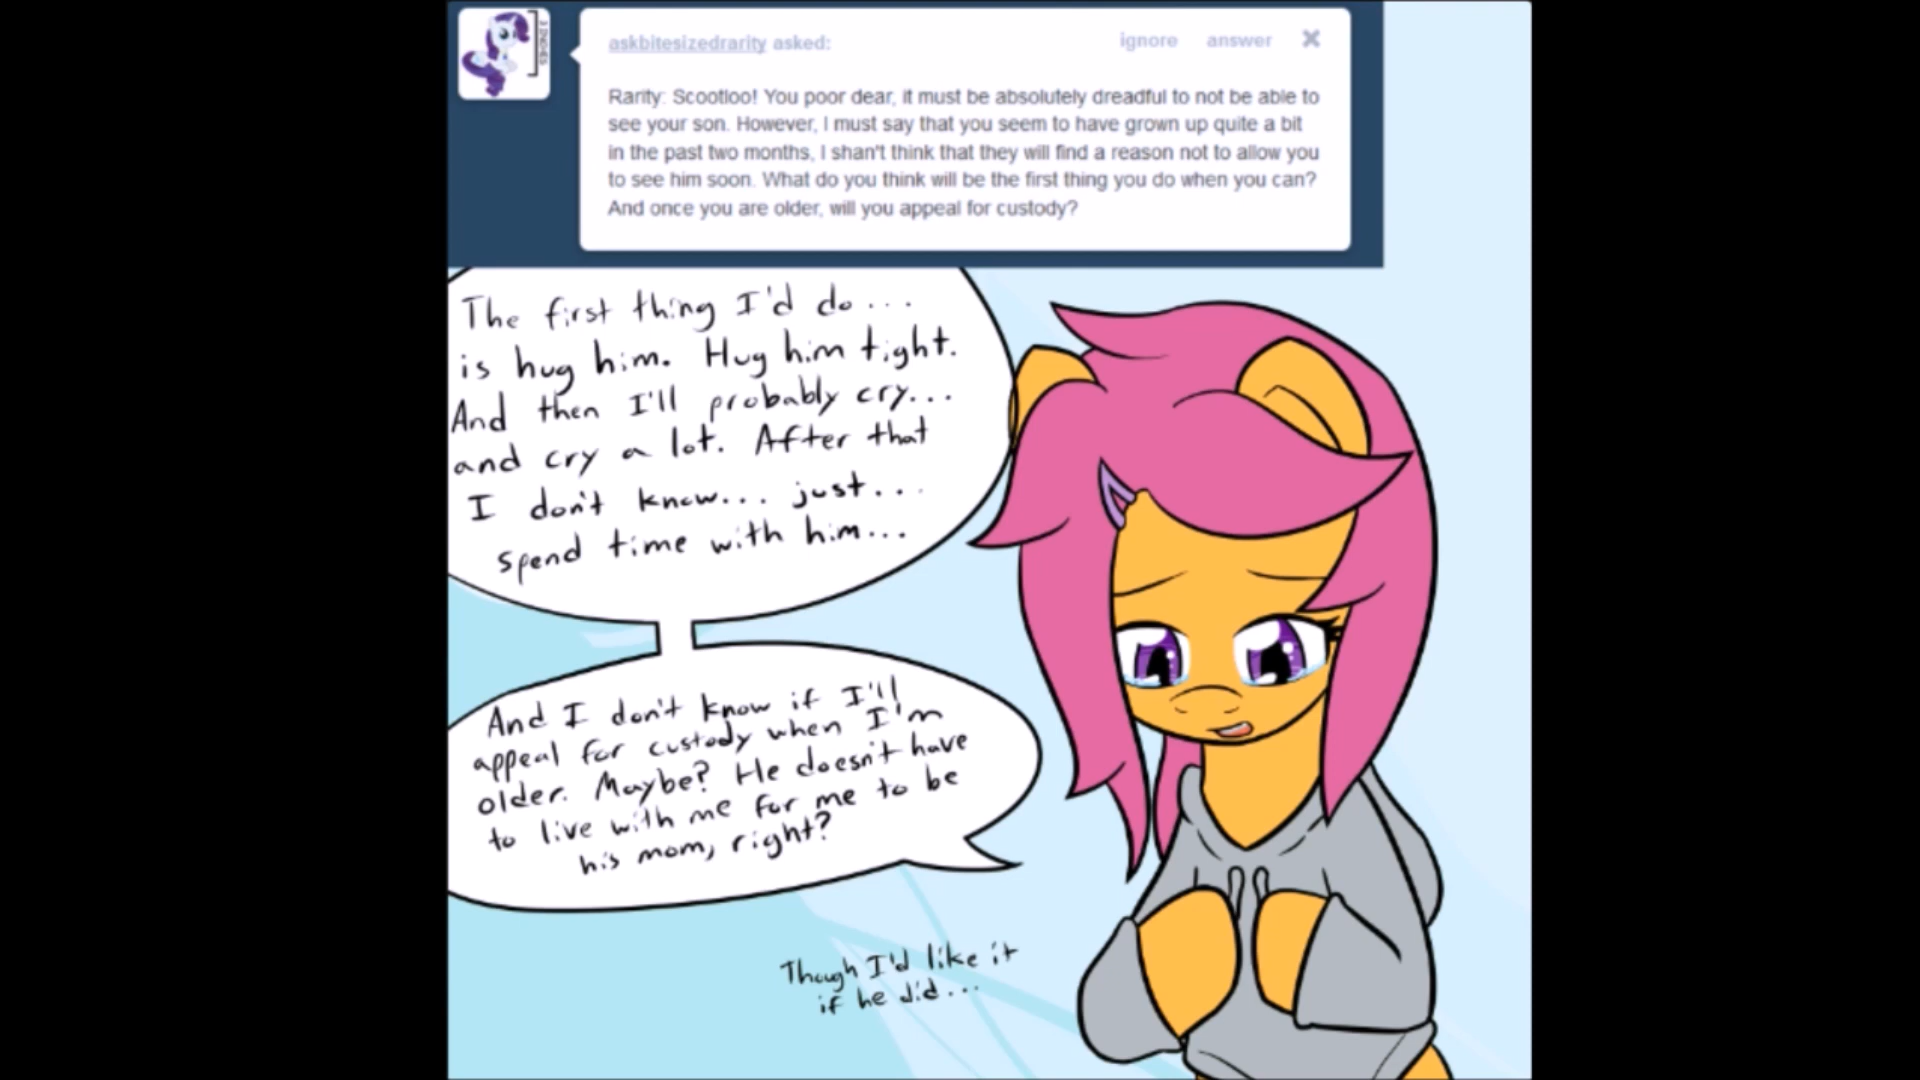 askbitesizedrarity asked:
ignore answer X
3 INCHES
Rarity: Scootloo! You poor dear, it must be absolutely dreadful to not be able to
see your son. However, I must say that you seem to have grown up quite a bit
in the past two months, I shan't think that they will find a reason not to allow you
to see him soon. What do you think will be the first thing you do when you can?
And once you are older, will you appeal for custody?
The first thing I'd do...
is hug him. Hug him tight.
And then I'll probably cry...
and cry a lot. After that
I don't know... just...
spend time with him...
And I don't know if I'll
appeal for custody when I'm
older. Maybe? He doesn't have
to live with me for me to be
his mom, right?
Though I'd like it
if he did...